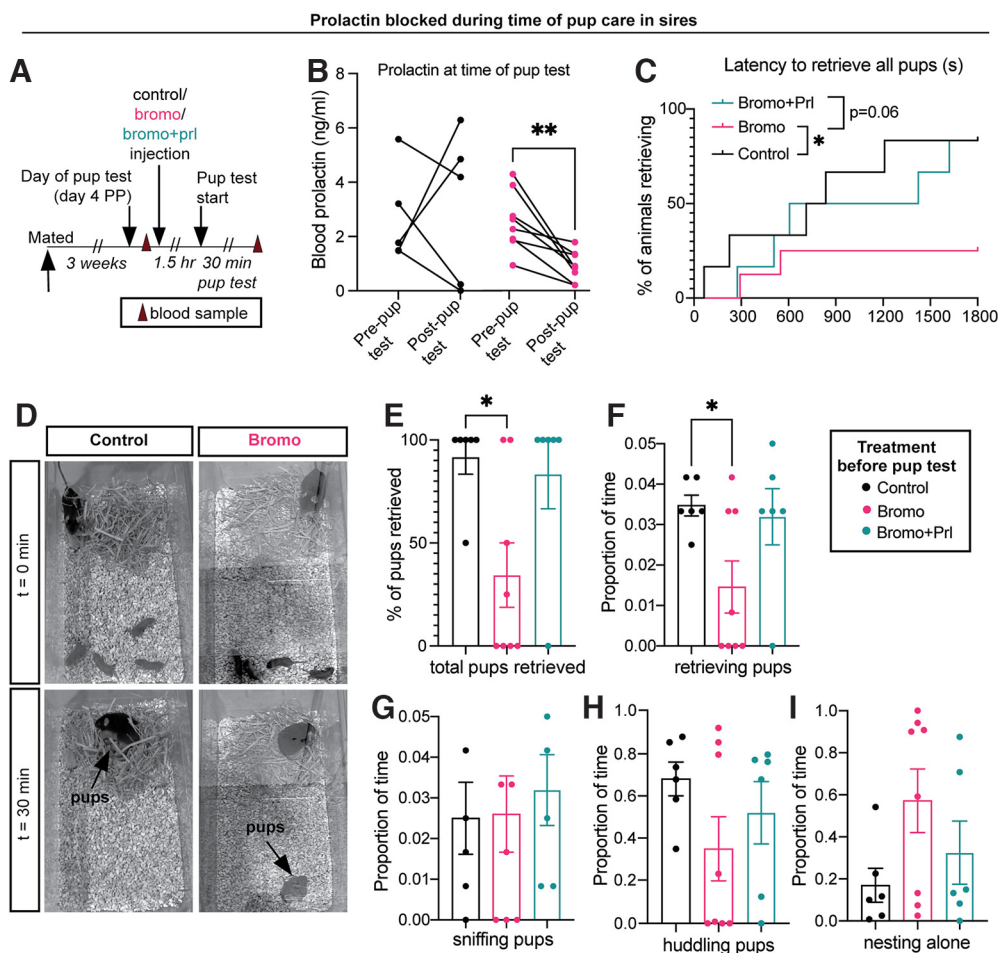 Prolactin blocked during time of pup care in sires
A
control/
bromo/
bromo+prl
injection
Day of pup test
(day 4 PP)
Pup test
start
Mated
3 weeks
1.5 hr
30 min
pup test
blood sample
B
Prolactin at time of pup test
Blood prolactin (ng/ml)
8
6
4
2
0
**
Pre-pup
test
Post-pup
test
Pre-pup
test
Post-pup
test
C
Latency to retrieve all pups (s)
Bromo+Prl
Bromo
Control
p=0.06
*
% of animals retrieving
100
50
0
0 300 600 900 1200 1500 1800
D
Control
Bromo
t = 0 min
t = 30 min
pups
pups
E
*
% of pups retrieved
100
50
0
total pups retrieved
F
*
Proportion of time
0.05
0.04
0.03
0.02
0.01
0.00
retrieving pups
Treatment
before pup test
Control
Bromo
Bromo+Prl
G
Proportion of time
0.05
0.04
0.03
0.02
0.01
0.00
sniffing pups
H
Proportion of time
1.0
0.8
0.6
0.4
0.2
0.0
huddling pups
I
Proportion of time
1.0
0.8
0.6
0.4
0.2
0.0
nesting alone